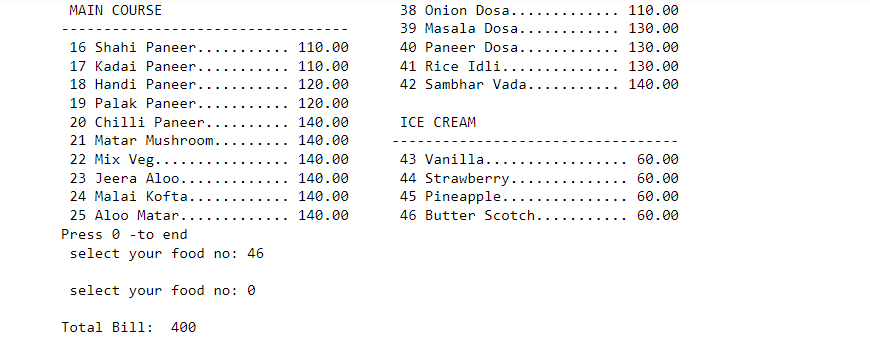 MAIN COURSE
----------------------------------
16 Shahi Paneer........... 110.00
17 Kadai Paneer........... 110.00
18 Handi Paneer........... 120.00
19 Palak Paneer........... 120.00
20 Chilli Paneer.......... 140.00
21 Matar Mushroom......... 140.00
22 Mix Veg................ 140.00
23 Jeera Aloo............. 140.00
24 Malai Kofta............ 140.00
25 Aloo Matar............. 140.00
38 Onion Dosa............. 110.00
39 Masala Dosa............ 130.00
40 Paneer Dosa............ 130.00
41 Rice Idli.............. 130.00
42 Sambhar Vada........... 140.00
ICE CREAM
----------------------------------
43 Vanilla................. 60.00
44 Strawberry.............. 60.00
45 Pineapple............... 60.00
46 Butter Scotch........... 60.00
Press 0 -to end
select your food no: 46
select your food no: 0
Total Bill:  400